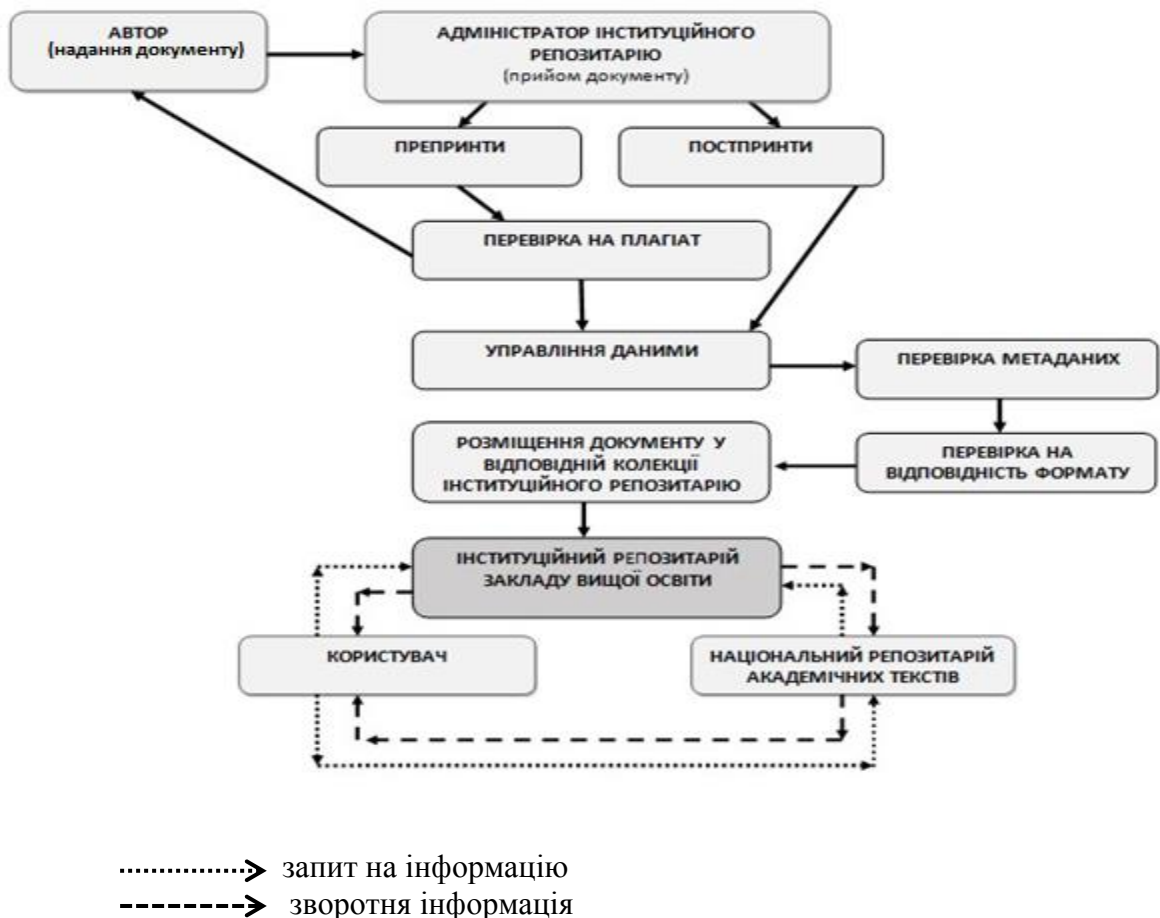 АВТОР
(надання документу)
АДМІНІСТРАТОР ІНСТИТУЦІЙНОГО
РЕПОЗИТАРІЮ
(прийом документу)
ПРЕПРИНТИ
ПОСТПРИНТИ
ПЕРЕВІРКА НА ПЛАГІАТ
УПРАВЛІННЯ ДАНИМИ
ПЕРЕВІРКА МЕТАДАНИХ
РОЗМІЩЕННЯ ДОКУМЕНТУ У
ВІДПОВІДНІЙ КОЛЕКЦІЇ
ІНСТИТУЦІЙНОГО РЕПОЗИТАРІЮ
ПЕРЕВІРКА НА
ВІДПОВІДНІСТЬ ФОРМАТУ
ІНСТИТУЦІЙНИЙ РЕПОЗИТАРІЙ
ЗАКЛАДУ ВИЩОЇ ОСВІТИ
КОРИСТУВАЧ
НАЦІОНАЛЬНИЙ РЕПОЗИТАРІЙ
АКАДЕМІЧНИХ ТЕКСТІВ
запит на інформацію
зворотня інформація